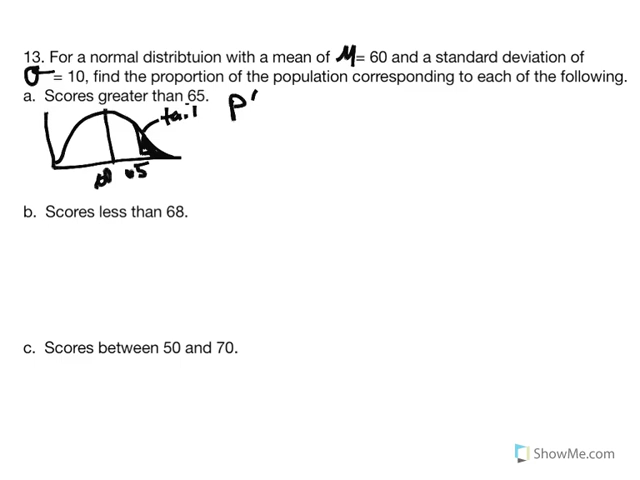 13. For a normal distribtuion with a mean of μ= 60 and a standard deviation of
σ = 10, find the proportion of the population corresponding to each of the following.
a. Scores greater than 65. p'
tail
60 65
b. Scores less than 68.
c. Scores between 50 and 70.
ShowMe.com